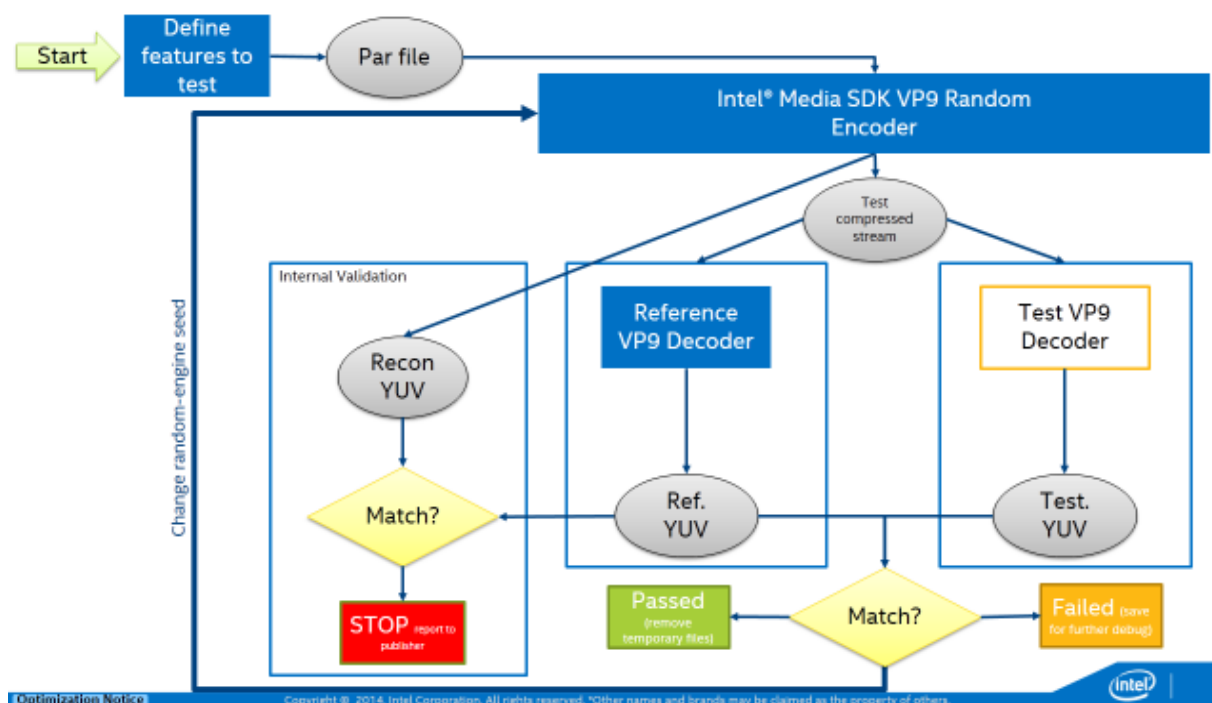 Start
Define
features to
test
Par file
Intel® Media SDK VP9 Random
Encoder
Test
compressed
stream
Internal Validation
Reference
VP9 Decoder
Test VP9
Decoder
Recon
YUV
Change random-engine seed
Match?
Ref.
YUV
Test.
YUV
STOP report to
publisher
Passed
(remove
temporary files)
Match?
Failed (save
for further debug)
Optimization Notice
Copyright © 2014, Intel Corporation. All rights reserved. *Other names and brands may be claimed as the property of others.
intel